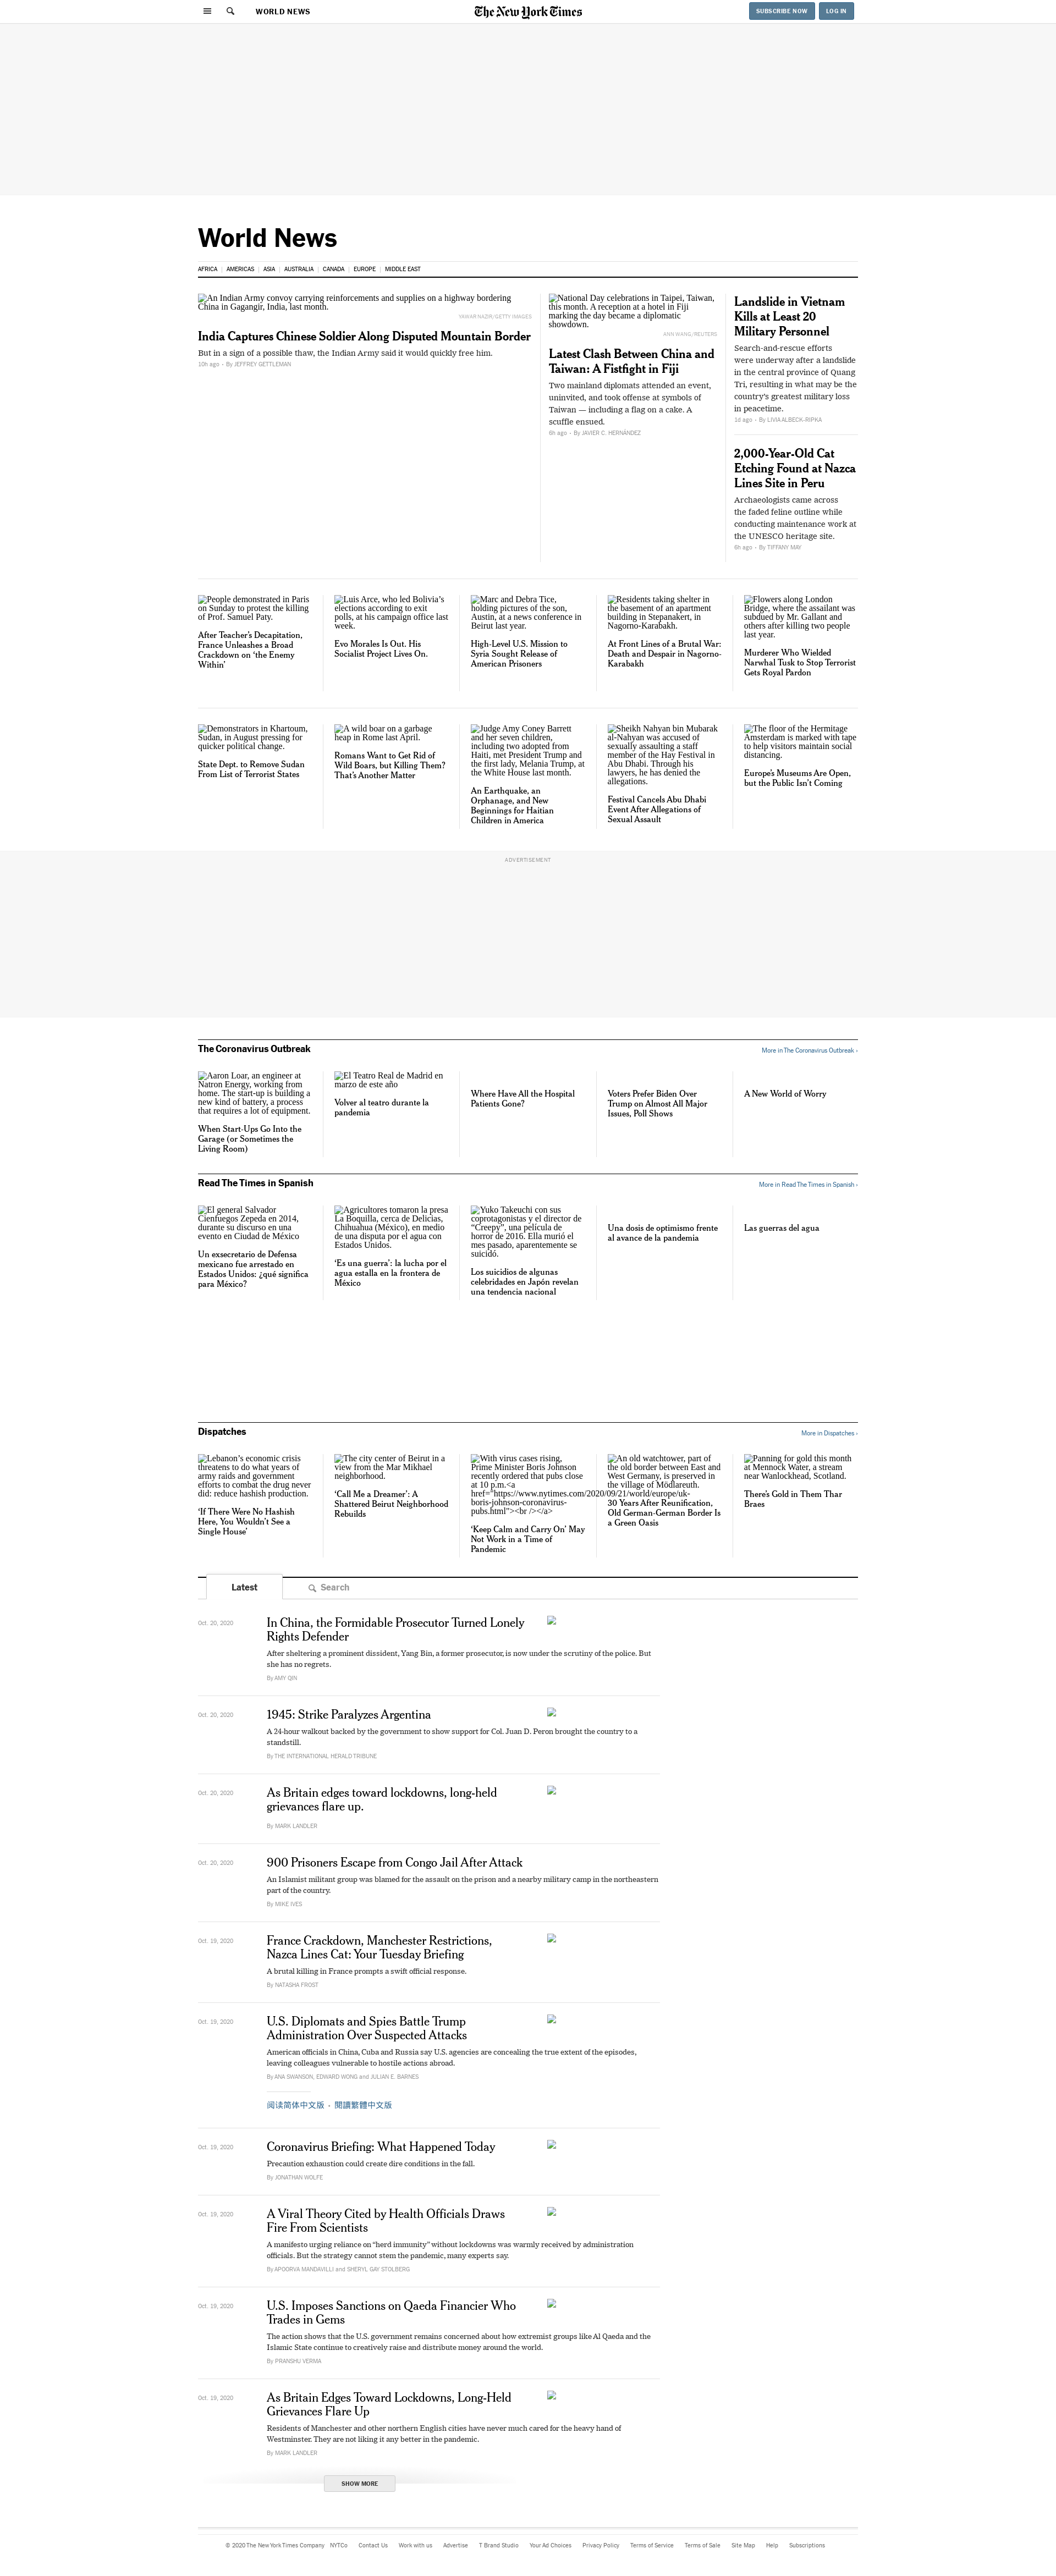 WORLD NEWS
The New York Times
SUBSCRIBE NOW
LOG IN
World News
AFRICA
AMERICAS
ASIA
AUSTRALIA
CANADA
EUROPE
MIDDLE EAST
An Indian Army convoy carrying reinforcements and supplies on a highway bordering
China in Gagangir, India, last month.
YAWAR NAZIR/GETTY IMAGES
India Captures Chinese Soldier Along Disputed Mountain Border
But in a sign of a possible thaw, the Indian Army said it would quickly free him.
10h ago · By JEFFREY GETTLEMAN
National Day celebrations in Taipei, Taiwan,
this month. A reception at a hotel in Fiji
marking the day became a diplomatic
showdown.
ANN WANG/REUTERS
Latest Clash Between China and
Taiwan: A Fistfight in Fiji
Two mainland diplomats attended an event,
uninvited, and took offense at symbols of
Taiwan — including a flag on a cake. A
scuffle ensued.
6h ago · By JAVIER C. HERNÁNDEZ
Landslide in Vietnam
Kills at Least 20
Military Personnel
Search-and-rescue efforts
were underway after a landslide
in the central province of Quang
Tri, resulting in what may be the
country's greatest military loss
in peacetime.
1d ago · By LIVIA ALBECK-RIPKA
2,000-Year-Old Cat
Etching Found at Nazca
Lines Site in Peru
Archaeologists came across
the faded feline outline while
conducting maintenance work at
the UNESCO heritage site.
6h ago · By TIFFANY MAY
People demonstrated in Paris
on Sunday to protest the killing
of Prof. Samuel Paty.
After Teacher's Decapitation,
France Unleashes a Broad
Crackdown on 'the Enemy
Within'
Luis Arce, who led Bolivia's
elections according to exit
polls, at his campaign office last
week.
Evo Morales Is Out. His
Socialist Project Lives On.
Marc and Debra Tice,
holding pictures of the son,
Austin, at a news conference in
Beirut last year.
High-Level U.S. Mission to
Syria Sought Release of
American Prisoners
Residents taking shelter in
the basement of an apartment
building in Stepanakert, in
Nagorno-Karabakh.
At Front Lines of a Brutal War:
Death and Despair in Nagorno-
Karabakh
Flowers along London
Bridge, where the assailant was
subdued by Mr. Gallant and
others after killing two people
last year.
Murderer Who Wielded
Narwhal Tusk to Stop Terrorist
Gets Royal Pardon
Demonstrators in Khartoum,
Sudan, in August pressing for
quicker political change.
State Dept. to Remove Sudan
From List of Terrorist States
A wild boar on a garbage
heap in Rome last April.
Romans Want to Get Rid of
Wild Boars, but Killing Them?
That's Another Matter
Judge Amy Coney Barrett
and her seven children,
including two adopted from
Haiti, met President Trump and
the first lady, Melania Trump, at
the White House last month.
An Earthquake, an
Orphanage, and New
Beginnings for Haitian
Children in America
Sheikh Nahyan bin Mubarak
al-Nahyan was accused of
sexually assaulting a staff
member of the Hay Festival in
Abu Dhabi. Through his
lawyers, he has denied the
allegations.
Festival Cancels Abu Dhabi
Event After Allegations of
Sexual Assault
The floor of the Hermitage
Amsterdam is marked with tape
to help visitors maintain social
distancing.
Europe's Museums Are Open,
but the Public Isn't Coming
ADVERTISEMENT
The Coronavirus Outbreak
More in The Coronavirus Outbreak ›
Aaron Loar, an engineer at
Natron Energy, working from
home. The start-up is building a
new kind of battery, a process
that requires a lot of equipment.
When Start-Ups Go Into the
Garage (or Sometimes the
Living Room)
El Teatro Real de Madrid en
marzo de este año
Volver al teatro durante la
pandemia
Where Have All the Hospital
Patients Gone?
Voters Prefer Biden Over
Trump on Almost All Major
Issues, Poll Shows
A New World of Worry
Read The Times in Spanish
More in Read The Times in Spanish ›
El general Salvador
Cienfuegos Zepeda en 2014,
durante su discurso en una
evento en Ciudad de México
Un exsecretario de Defensa
mexicano fue arrestado en
Estados Unidos: ¿qué significa
para México?
Agricultores tomaron la presa
La Boquilla, cerca de Delicias,
Chihuahua (México), en medio
de una disputa por el agua con
Estados Unidos.
'Es una guerra': la lucha por el
agua estalla en la frontera de
México
Yuko Takeuchi con sus
coprotagonistas y el director de
"Creepy", una película de
horror de 2016. Ella murió el
mes pasado, aparentemente se
suicidó.
Los suicidios de algunas
celebridades en Japón revelan
una tendencia nacional
Una dosis de optimismo frente
al avance de la pandemia
Las guerras del agua
Dispatches
More in Dispatches ›
Lebanon's economic crisis
threatens to do what years of
army raids and government
efforts to combat the drug never
did: reduce hashish production.
'If There Were No Hashish
Here, You Wouldn't See a
Single House'
The city center of Beirut in a
view from the Mar Mikhael
neighborhood.
'Call Me a Dreamer': A
Shattered Beirut Neighborhood
Rebuilds
With virus cases rising,
Prime Minister Boris Johnson
recently ordered that pubs close
at 10 p.m.<a
href="https://www.nytimes.com/2020/09/21/world/europe/uk-
boris-johnson-coronavirus-
pubs.html"><br /></a>
'Keep Calm and Carry On' May
Not Work in a Time of
Pandemic
An old watchtower, part of
the old border between East and
West Germany, is preserved in
the village of Mödlareuth.
30 Years After Reunification,
Old German-German Border Is
a Green Oasis
Panning for gold this month
at Mennock Water, a stream
near Wanlockhead, Scotland.
There's Gold in Them Thar
Braes
Latest
Search
Oct. 20, 2020
In China, the Formidable Prosecutor Turned Lonely
Rights Defender
After sheltering a prominent dissident, Yang Bin, a former prosecutor, is now under the scrutiny of the police. But
she has no regrets.
By AMY QIN
Oct. 20, 2020
1945: Strike Paralyzes Argentina
A 24-hour walkout backed by the government to show support for Col. Juan D. Peron brought the country to a
standstill.
By THE INTERNATIONAL HERALD TRIBUNE
Oct. 20, 2020
As Britain edges toward lockdowns, long-held
grievances flare up.
By MARK LANDLER
Oct. 20, 2020
900 Prisoners Escape from Congo Jail After Attack
An Islamist militant group was blamed for the assault on the prison and a nearby military camp in the northeastern
part of the country.
By MIKE IVES
Oct. 19, 2020
France Crackdown, Manchester Restrictions,
Nazca Lines Cat: Your Tuesday Briefing
A brutal killing in France prompts a swift official response.
By NATASHA FROST
Oct. 19, 2020
U.S. Diplomats and Spies Battle Trump
Administration Over Suspected Attacks
American officials in China, Cuba and Russia say U.S. agencies are concealing the true extent of the episodes,
leaving colleagues vulnerable to hostile actions abroad.
By ANA SWANSON, EDWARD WONG and JULIAN E. BARNES
阅读简体中文版 · 閱讀繁體中文版
Oct. 19, 2020
Coronavirus Briefing: What Happened Today
Precaution exhaustion could create dire conditions in the fall.
By JONATHAN WOLFE
Oct. 19, 2020
A Viral Theory Cited by Health Officials Draws
Fire From Scientists
A manifesto urging reliance on "herd immunity" without lockdowns was warmly received by administration
officials. But the strategy cannot stem the pandemic, many experts say.
By APOORVA MANDAVILLI and SHERYL GAY STOLBERG
Oct. 19, 2020
U.S. Imposes Sanctions on Qaeda Financier Who
Trades in Gems
The action shows that the U.S. government remains concerned about how extremist groups like Al Qaeda and the
Islamic State continue to creatively raise and distribute money around the world.
By PRANSHU VERMA
Oct. 19, 2020
As Britain Edges Toward Lockdowns, Long-Held
Grievances Flare Up
Residents of Manchester and other northern English cities have never much cared for the heavy hand of
Westminster. They are not liking it any better in the pandemic.
By MARK LANDLER
SHOW MORE
© 2020 The New York Times Company
NYTCo
Contact Us
Work with us
Advertise
T Brand Studio
Your Ad Choices
Privacy Policy
Terms of Service
Terms of Sale
Site Map
Help
Subscriptions